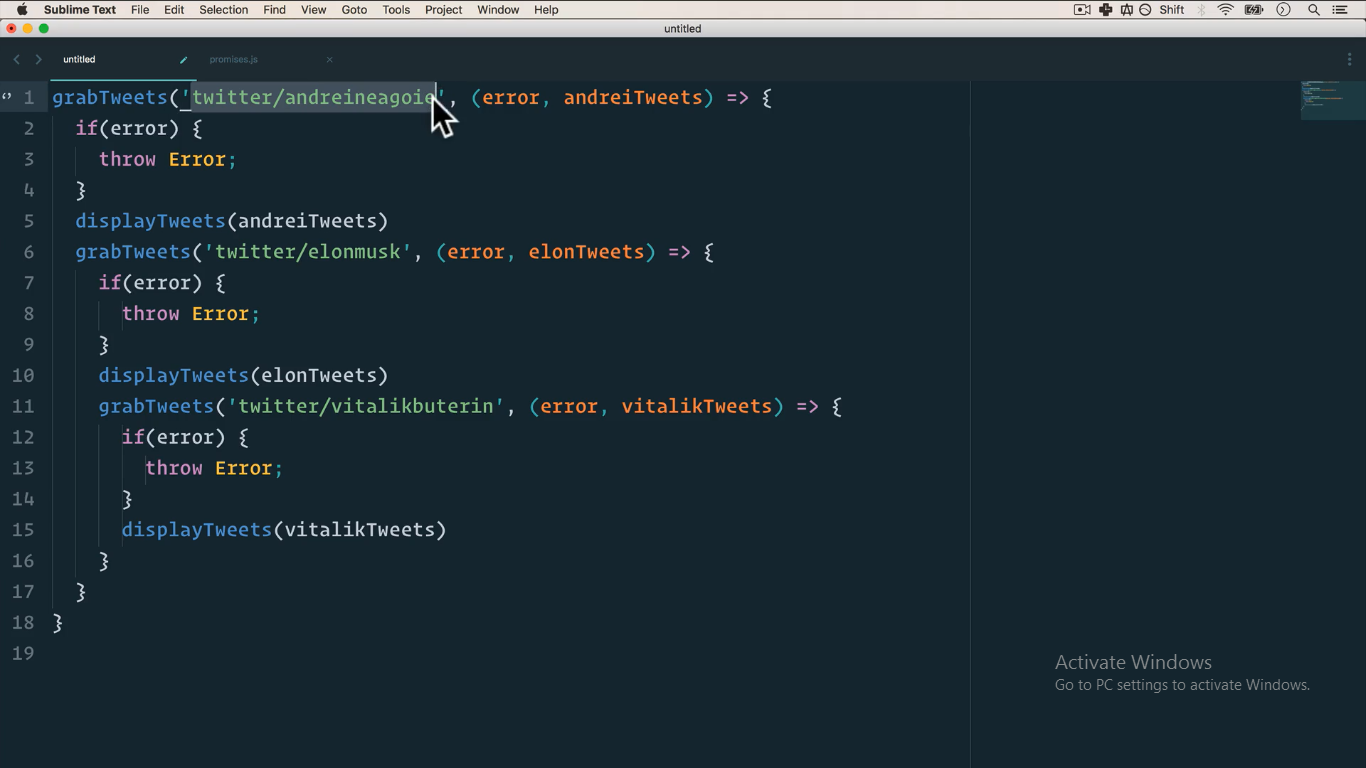 Sublime Text File Edit Selection Find View Goto Tools Project Window Help Shift
untitled
untitled promises.js ×
1 grabTweets('twitter/andreineagoie', (error, andreiTweets) => {
2 if(error) {
3 throw Error;
4 }
5 displayTweets(andreiTweets)
6 grabTweets('twitter/elonmusk', (error, elonTweets) => {
7 if(error) {
8 throw Error;
9 }
10 displayTweets(elonTweets)
11 grabTweets('twitter/vitalikbuterin', (error, vitalikTweets) => {
12 if(error) {
13 throw Error;
14 }
15 displayTweets(vitalikTweets)
16 }
17 }
18 }
19
Activate Windows
Go to PC settings to activate Windows.